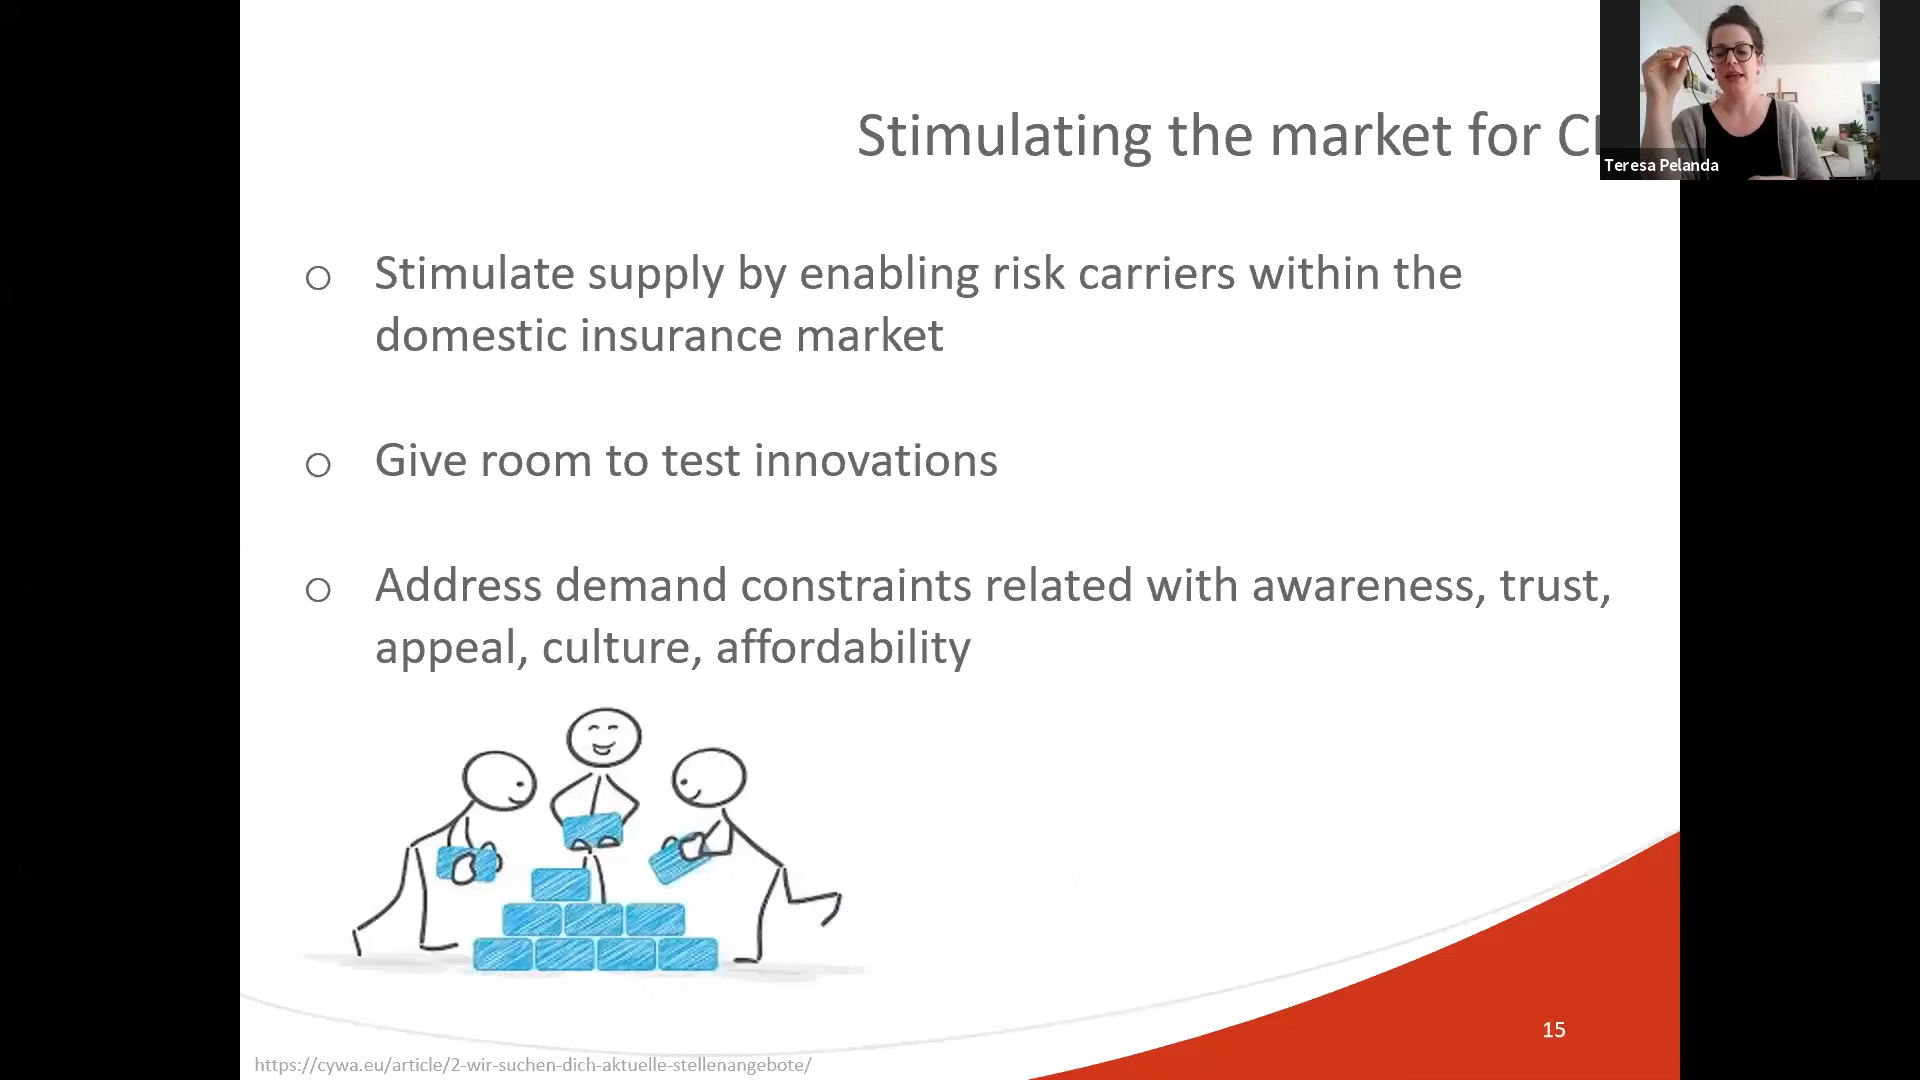 Stimulating the market for
Teresa Pelanda
Stimulate supply by enabling risk carriers within the
domestic insurance market
Give room to test innovations
Address demand constraints related with awareness, trust,
appeal, culture, affordability
15
https://cywa.eu/article/2-wir-suchen-dich-aktuelle-stellenangebote/